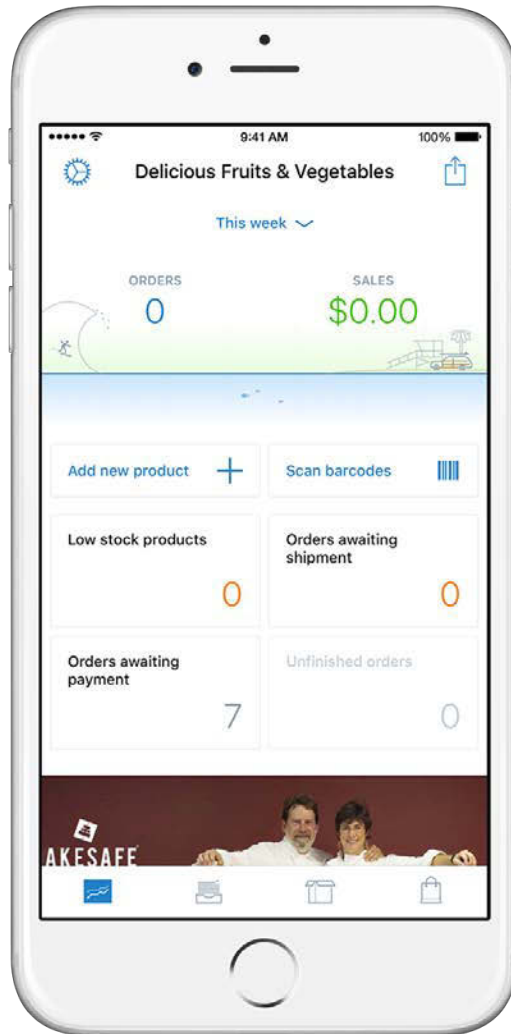 9:41 AM
100%
Delicious Fruits & Vegetables
This week
ORDERS
SALES
0
$0.00
Add new product
Scan barcodes
Low stock products
0
Orders awaiting
shipment
0
Orders awaiting
payment
7
Unfinished orders
0
AKESAFE